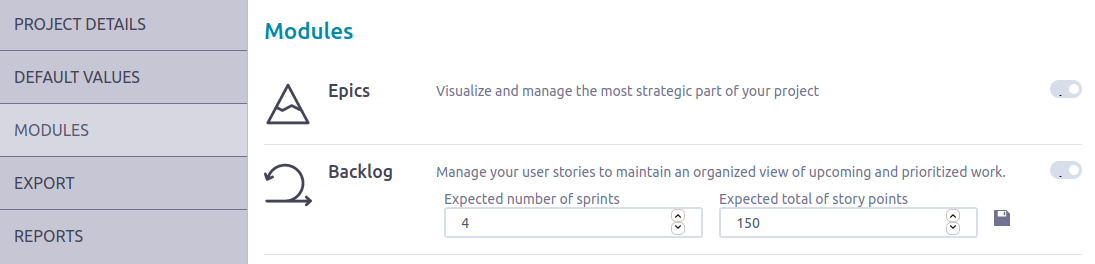 PROJECT DETAILS
DEFAULT VALUES
MODULES
EXPORT
REPORTS
Modules
Epics Visualize and manage the most strategic part of your project
Backlog Manage your user stories to maintain an organized view of upcoming and prioritized work.
Expected number of sprints Expected total of story points
4 150